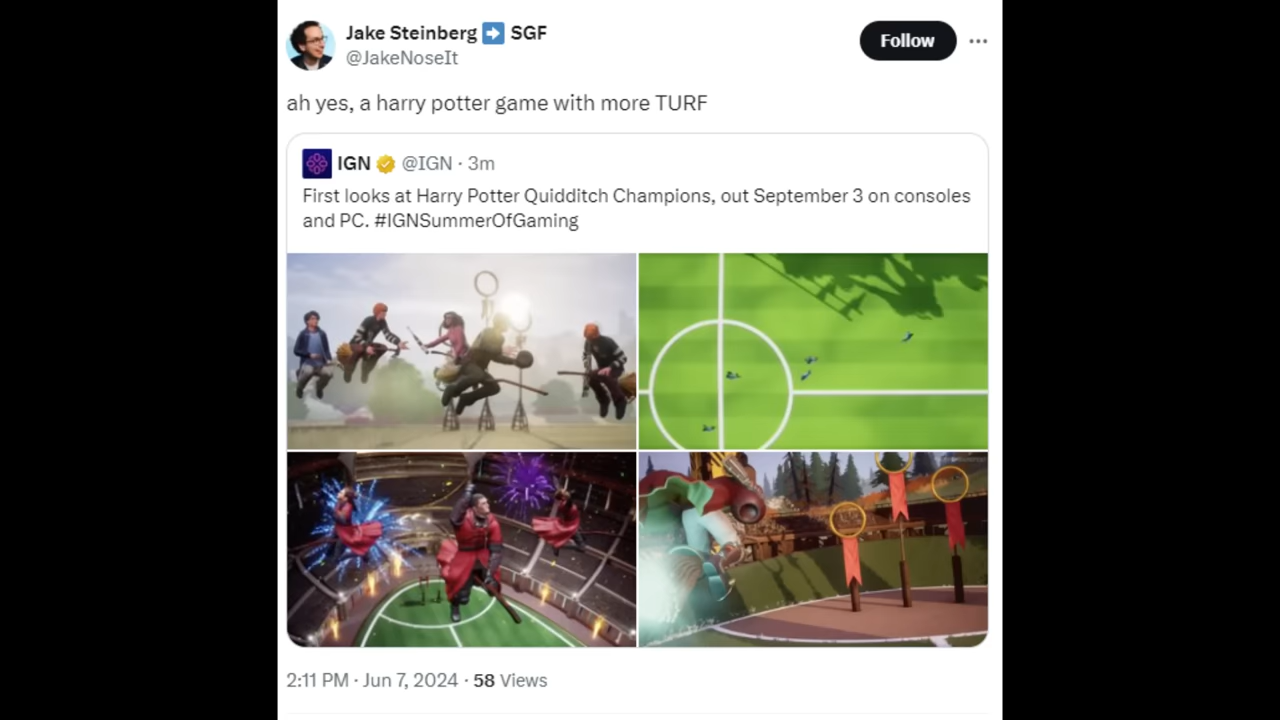 Jake Steinberg ➡️ SGF
@JakeNoseIt
Follow
ah yes, a harry potter game with more TURF
IGN @IGN · 3m
First looks at Harry Potter Quidditch Champions, out September 3 on consoles
and PC. #IGNSummerOfGaming
2:11 PM · Jun 7, 2024 · 58 Views